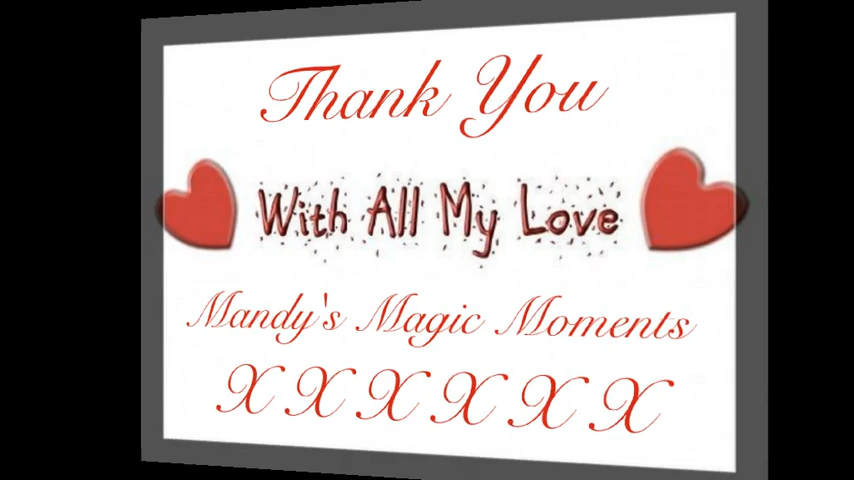 Thank You
With All My Love
Mandy's Magic Moments
X X X X X X